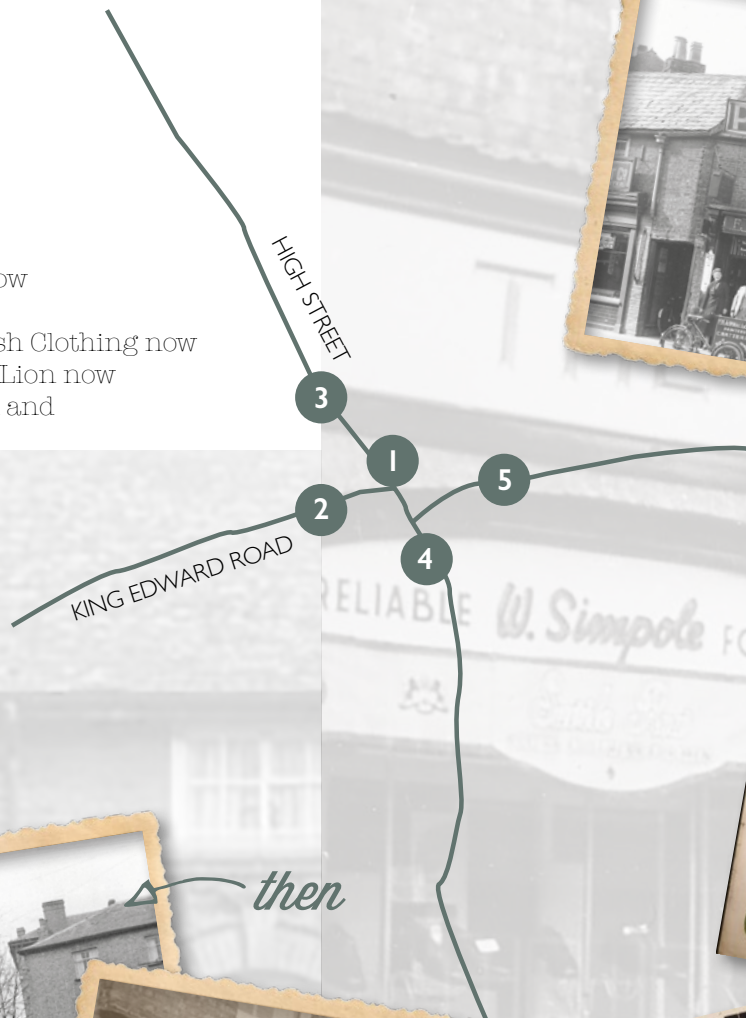 HIGH STREET
now
sh Clothing now
Lion now
and
3
1
5
2
4
KING EDWARD ROAD
RELIABLE W. Simpole
then